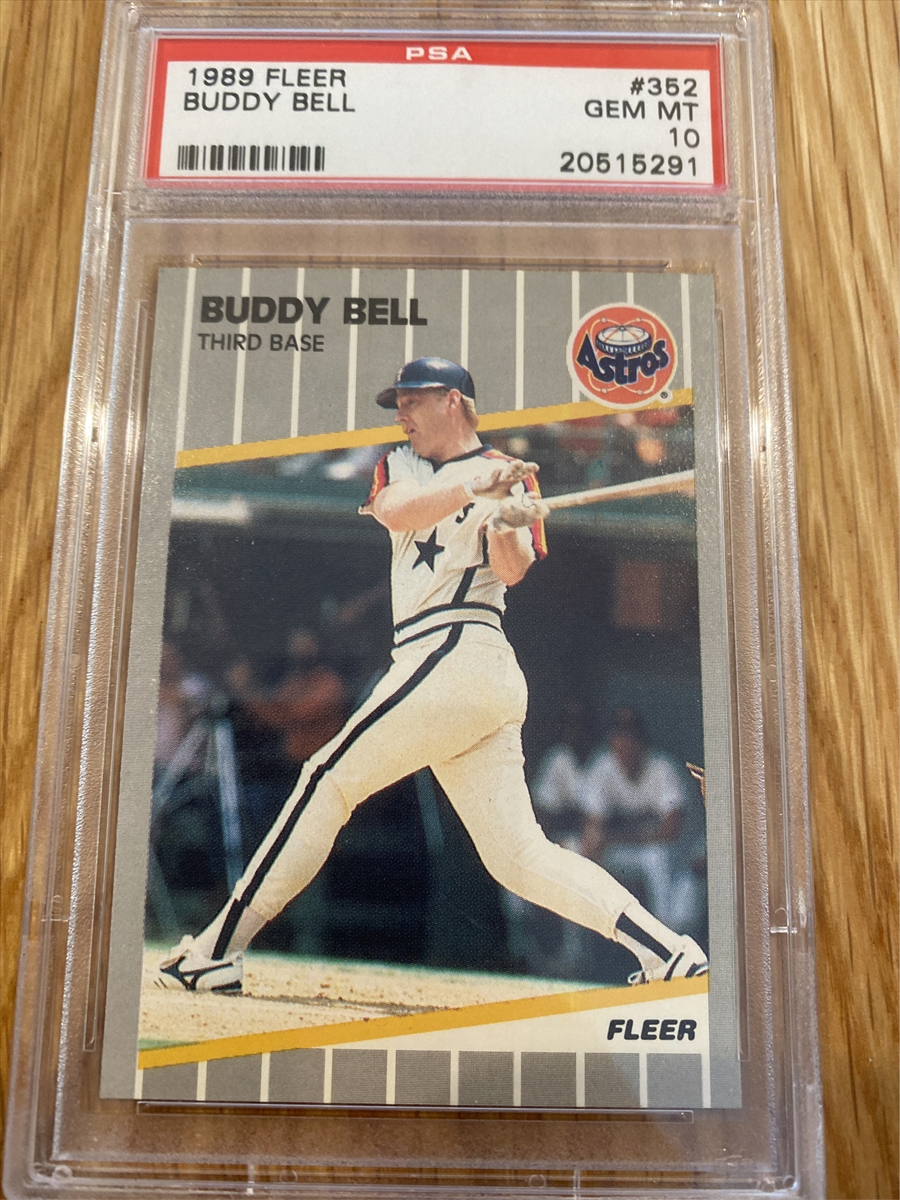 PSA
1989 FLEER #352
BUDDY BELL GEM MT
10
20515291
BUDDY BELL
THIRD BASE
Astros
®
S
FLEER